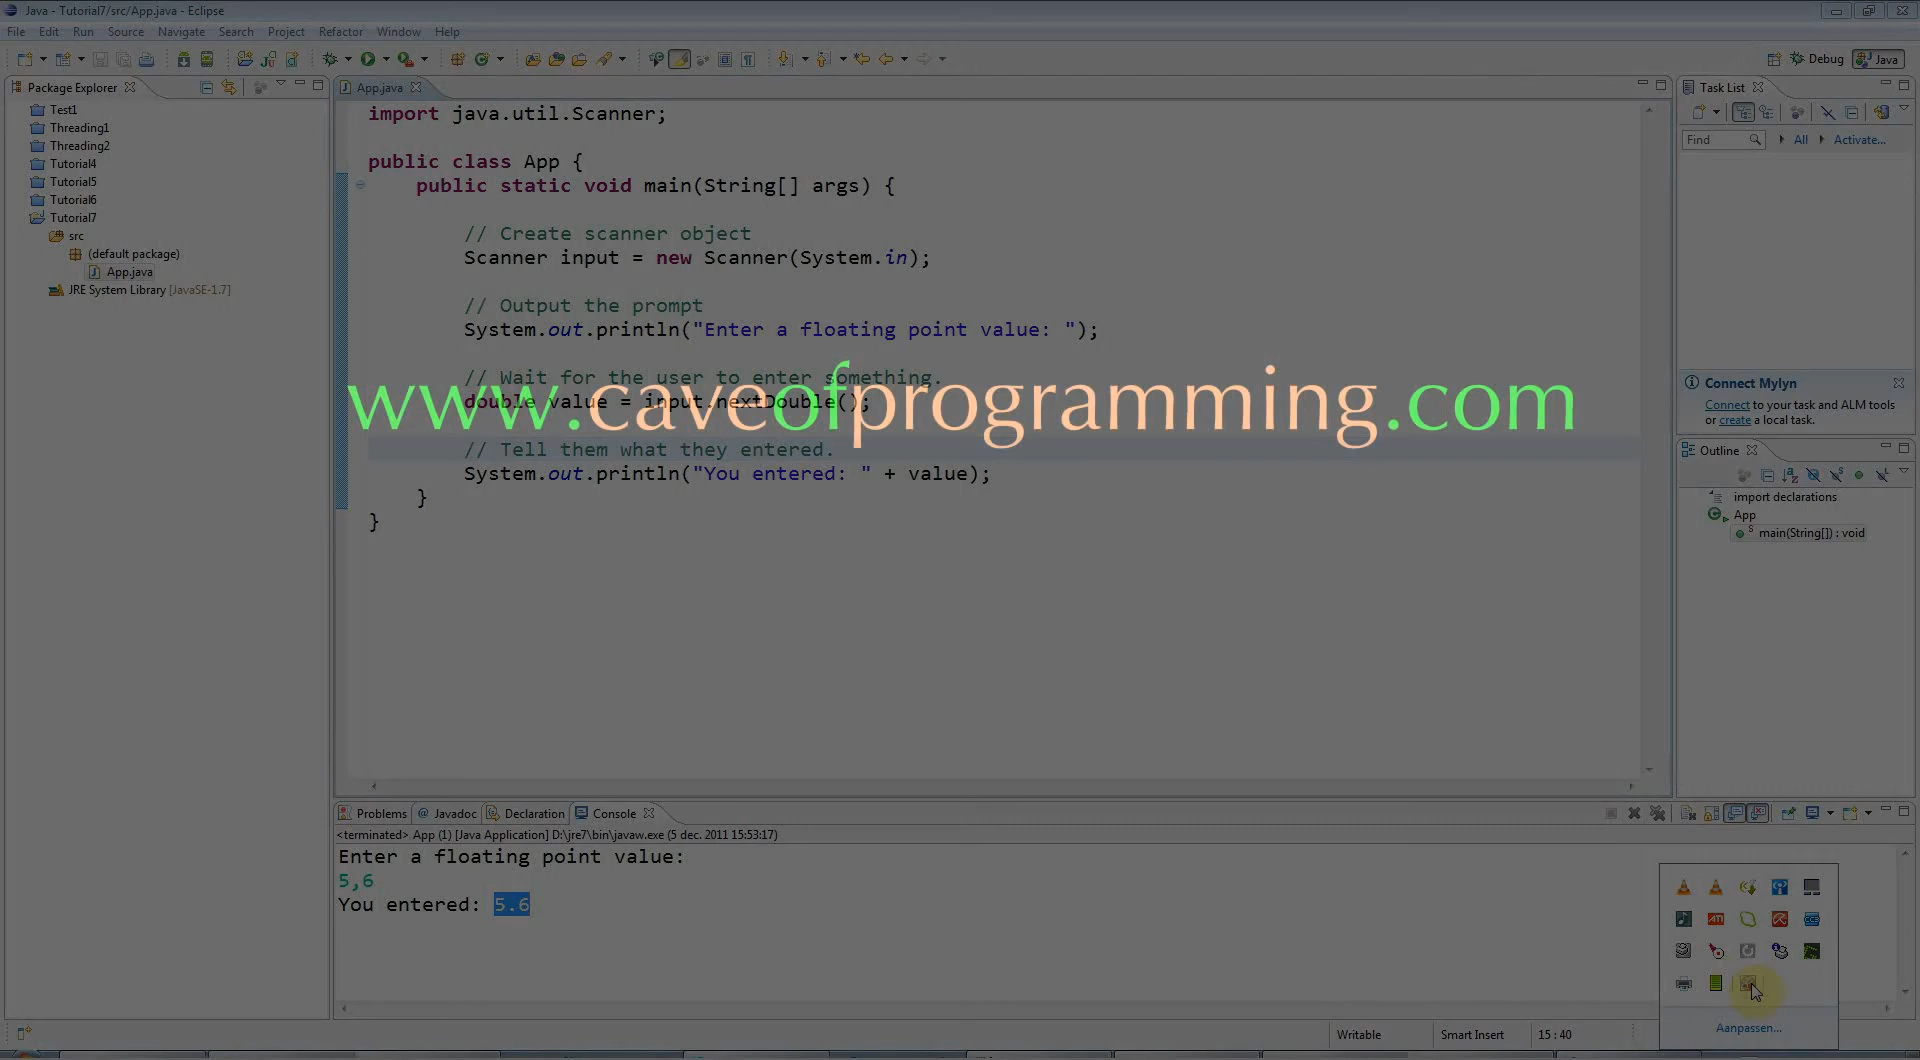 Java - Tutorial7/src/App.java - Eclipse
File Edit Run Source Navigate Search Project Refactor Window Help
Debug Java
Package Explorer
Test1
Threading1
Threading2
Tutorial4
Tutorial5
Tutorial6
Tutorial7
src
(default package)
App.java
JRE System Library [JavaSE-1.7]
App.java
import java.util.Scanner;
public class App {
public static void main(String[] args) {
// Create scanner object
Scanner input = new Scanner(System.in);
// Output the prompt
System.out.println("Enter a floating point value: ");
// Wait for the user to enter something.
double value = input.nextDouble();
// Tell them what they entered.
System.out.println("You entered: " + value);
}
}
www.caveofprogramming.com
Task List
Find All Activate...
Connect Mylyn
Connect to your task and ALM tools
or create a local task.
Outline
import declarations
App
main(String[]) : void
Problems @ Javadoc Declaration Console
<terminated> App (1) [Java Application] D:\jre7\bin\javaw.exe (5 dec. 2011 15:53:17)
Enter a floating point value:
5,6
You entered: 5.6
Aanpassen...
Writable Smart Insert 15 : 40